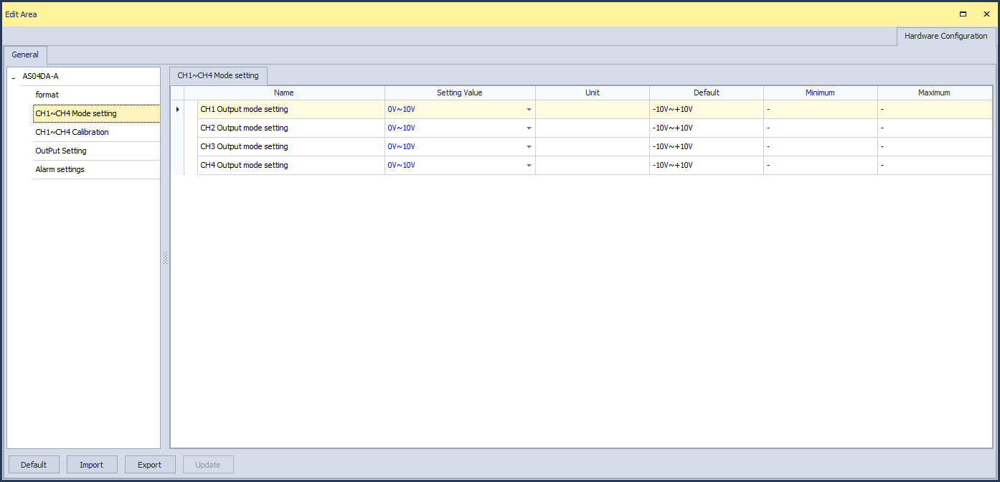 Edit Area
Hardware Configuration
General
AS04DA-A
format
CH1~CH4 Mode setting
CH1~CH4 Calibration
OutPut Setting
Alarm settings
CH1~CH4 Mode setting
Name Setting Value Unit Default Minimum Maximum
CH1 Output mode setting 0V~10V -10V~+10V - -
CH2 Output mode setting 0V~10V -10V~+10V - -
CH3 Output mode setting 0V~10V -10V~+10V - -
CH4 Output mode setting 0V~10V -10V~+10V - -
Default Import Export Update